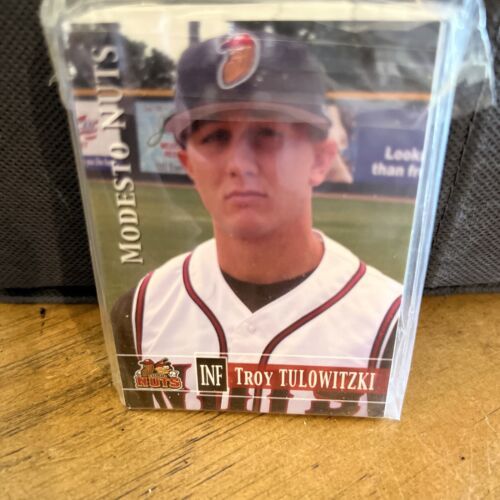 MODESTO NUTS
Look
than fr
NUTS
INF
TROY TULOWITZKI